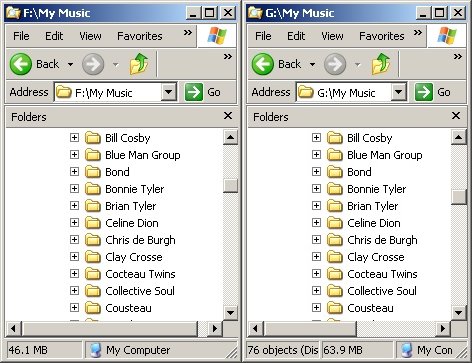 F:\My Music
File Edit View Favorites »
Back »
Address F:\My Music Go
Folders
Bill Cosby
Blue Man Group
Bond
Bonnie Tyler
Brian Tyler
Celine Dion
Chris de Burgh
Clay Crosse
Cocteau Twins
Collective Soul
Cousteau
46.1 MB My Computer
G:\My Music
File Edit View Favorites »
Back »
Address G:\My Music Go
Folders
Bill Cosby
Blue Man Group
Bond
Bonnie Tyler
Brian Tyler
Celine Dion
Chris de Burgh
Clay Crosse
Cocteau Twins
Collective Soul
Cousteau
76 objects (Dis 63.9 MB My Con